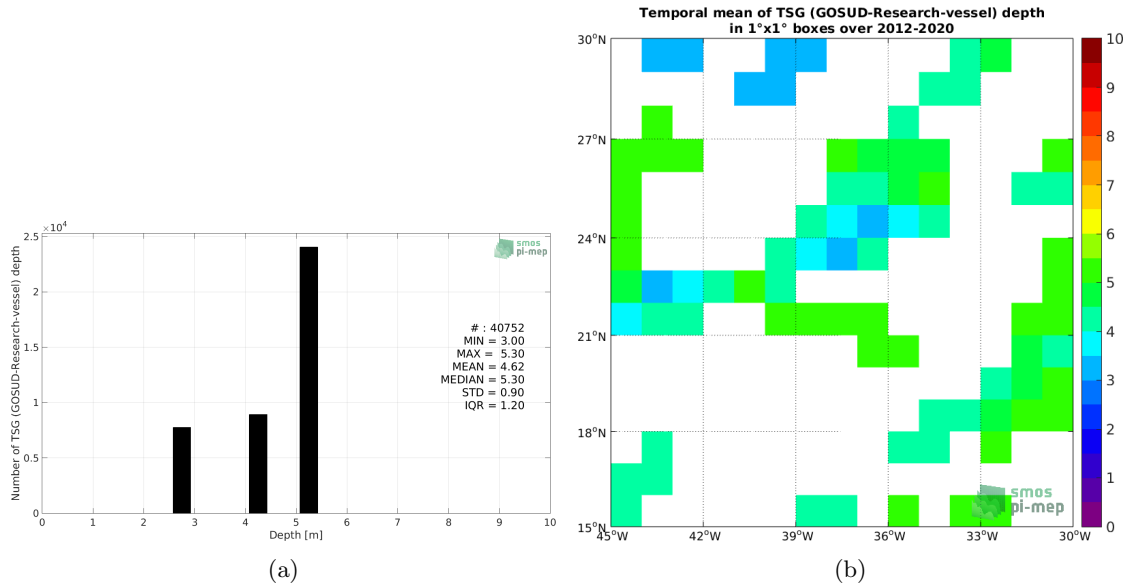 ×10⁴
2.5
2
1.5
1
0.5
0
0 1 2 3 4 5 6 7 8 9 10
Number of TSG (GOSUD-Research-vessel) depth
Depth [m]
smos
pi-mep
# : 40752
MIN = 3.00
MAX = 5.30
MEAN = 4.62
MEDIAN = 5.30
STD = 0.90
IQR = 1.20
(a)
Temporal mean of TSG (GOSUD-Research-vessel) depth
in 1°x1° boxes over 2012-2020
30°N
27°N
24°N
21°N
18°N
15°N
45°W 42°W 39°W 36°W 33°W 30°W
smos
pi-mep
10
9
8
7
6
5
4
3
2
1
0
(b)